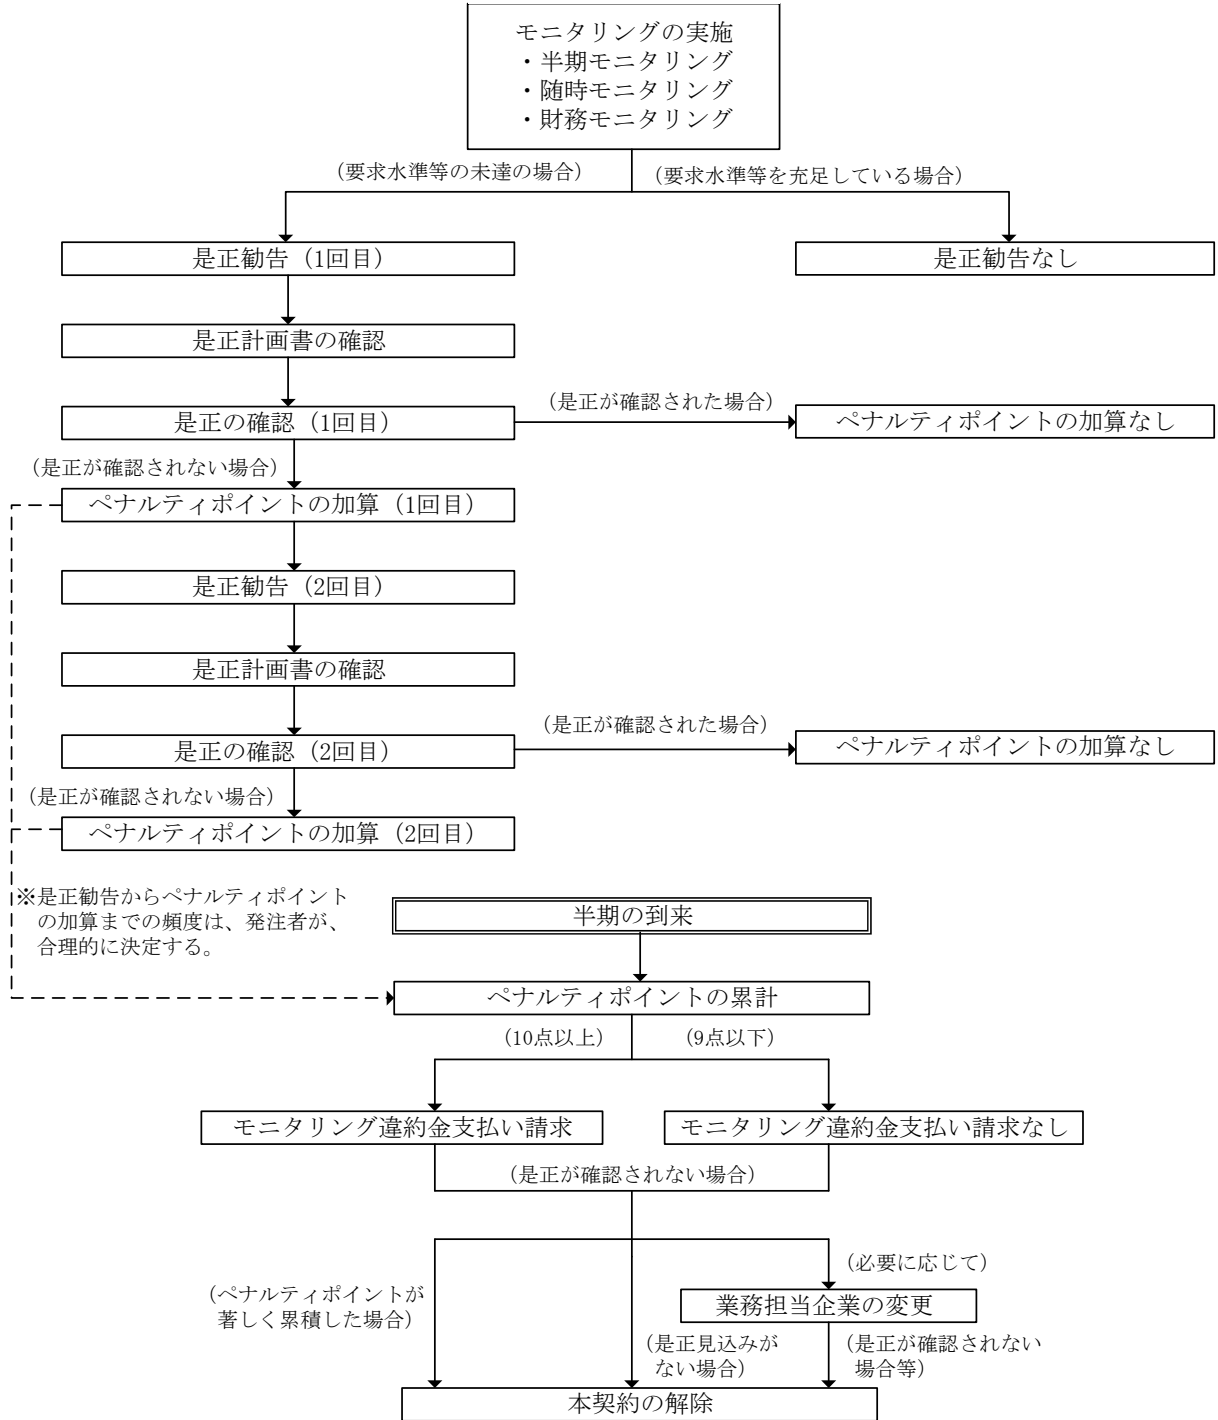 モニタリングの実施
・半期モニタリング
・随時モニタリング
・財務モニタリング
（要求水準等の未達の場合）
（要求水準等を充足している場合）
是正勧告（1回目）
是正勧告なし
是正計画書の確認
是正の確認（1回目）
（是正が確認された場合）
ペナルティポイントの加算なし
（是正が確認されない場合）
ペナルティポイントの加算（1回目）
是正勧告（2回目）
是正計画書の確認
是正の確認（2回目）
（是正が確認された場合）
ペナルティポイントの加算なし
（是正が確認されない場合）
ペナルティポイントの加算（2回目）
※是正勧告からペナルティポイント
の加算までの頻度は、発注者が、
合理的に決定する。
半期の到来
ペナルティポイントの累計
（10点以上）
（9点以下）
モニタリング違約金支払い請求
モニタリング違約金支払い請求なし
（是正が確認されない場合）
（必要に応じて）
（ペナルティポイントが
著しく累積した場合）
業務担当企業の変更
（是正見込みが
ない場合）
（是正が確認されない
場合等）
本契約の解除